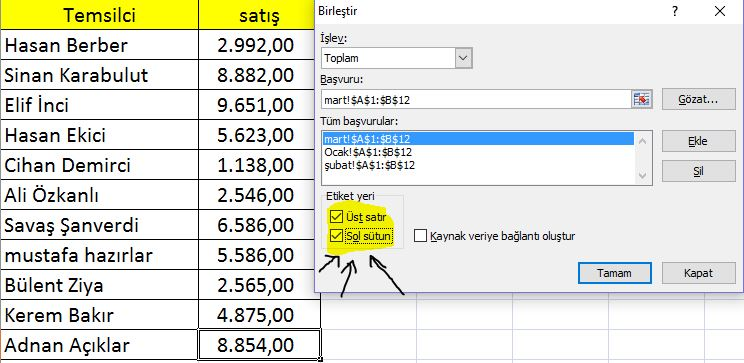 Temsilci satış
Hasan Berber 2.992,00
Sinan Karabulut 8.882,00
Elif İnci 9.651,00
Hasan Ekici 5.623,00
Cihan Demirci 1.138,00
Ali Özkanlı 2.546,00
Savaş Şanverdi 6.586,00
mustafa hazırlar 5.586,00
Bülent Ziya 2.565,00
Kerem Bakır 4.875,00
Adnan Açıklar 8.854,00
Birleştir
İşlev:
Toplam
Başvuru:
mart!$A$1:$B$12 Gözat...
Tüm başvurular:
mart!$A$1:$B$12 Ekle
Ocak!$A$1:$B$12
şubat!$A$1:$B$12 Sil
Etiket yeri
Üst satır
Sol sütun Kaynak veriye bağlantı oluştur
Tamam Kapat